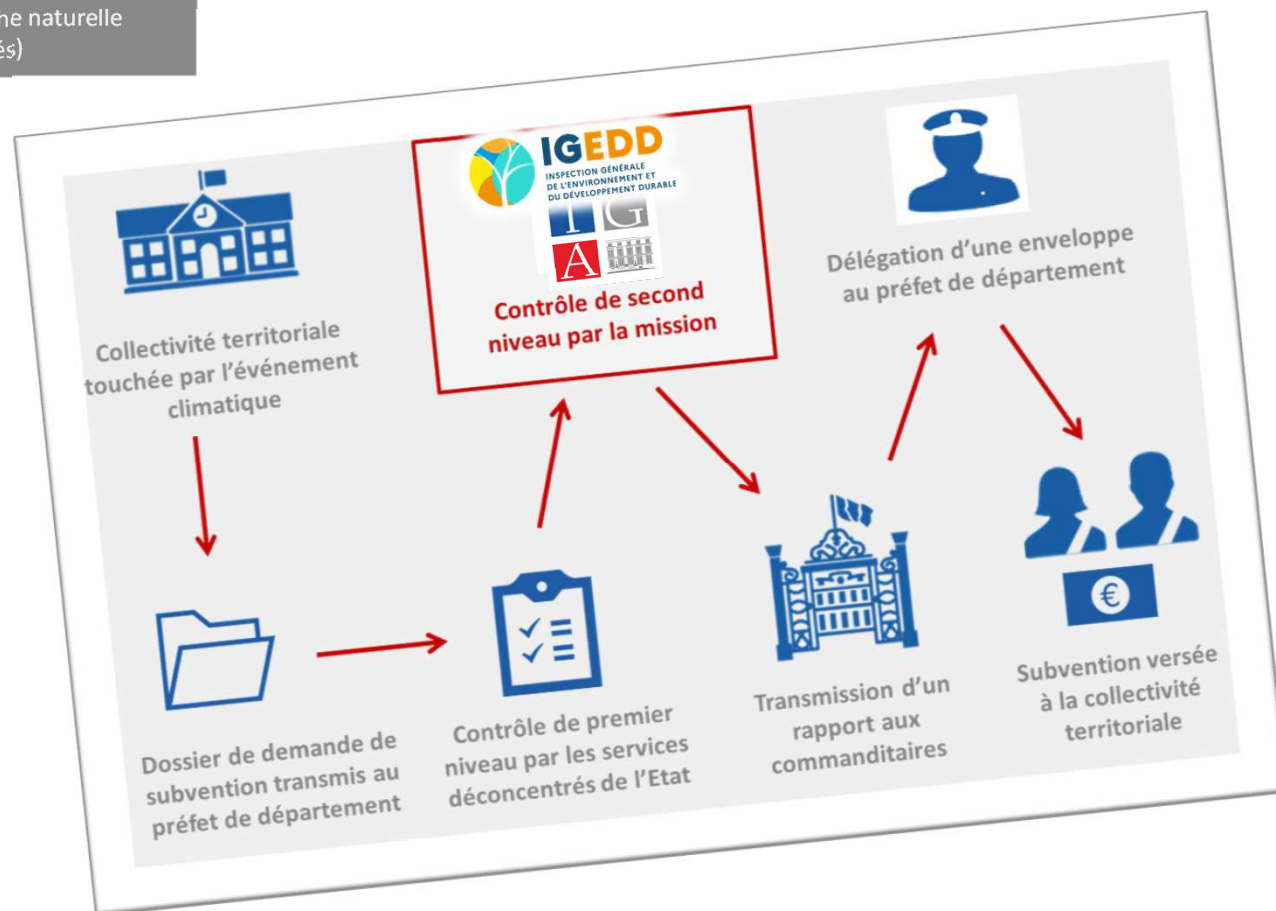 he naturelle
és)
IGEDD
INSPECTION GÉNÉRALE
DE L'ENVIRONNEMENT ET
DU DÉVELOPPEMENT DURABLE
I G
A
Contrôle de second
niveau par la mission
Collectivité territoriale
touchée par l'événement
climatique
Délégation d'une enveloppe
au préfet de département
Dossier de demande de
subvention transmis au
préfet de département
Contrôle de premier
niveau par les services
déconcentrés de l'Etat
Transmission d'un
rapport aux
commanditaires
€
Subvention versée
à la collectivité
territoriale